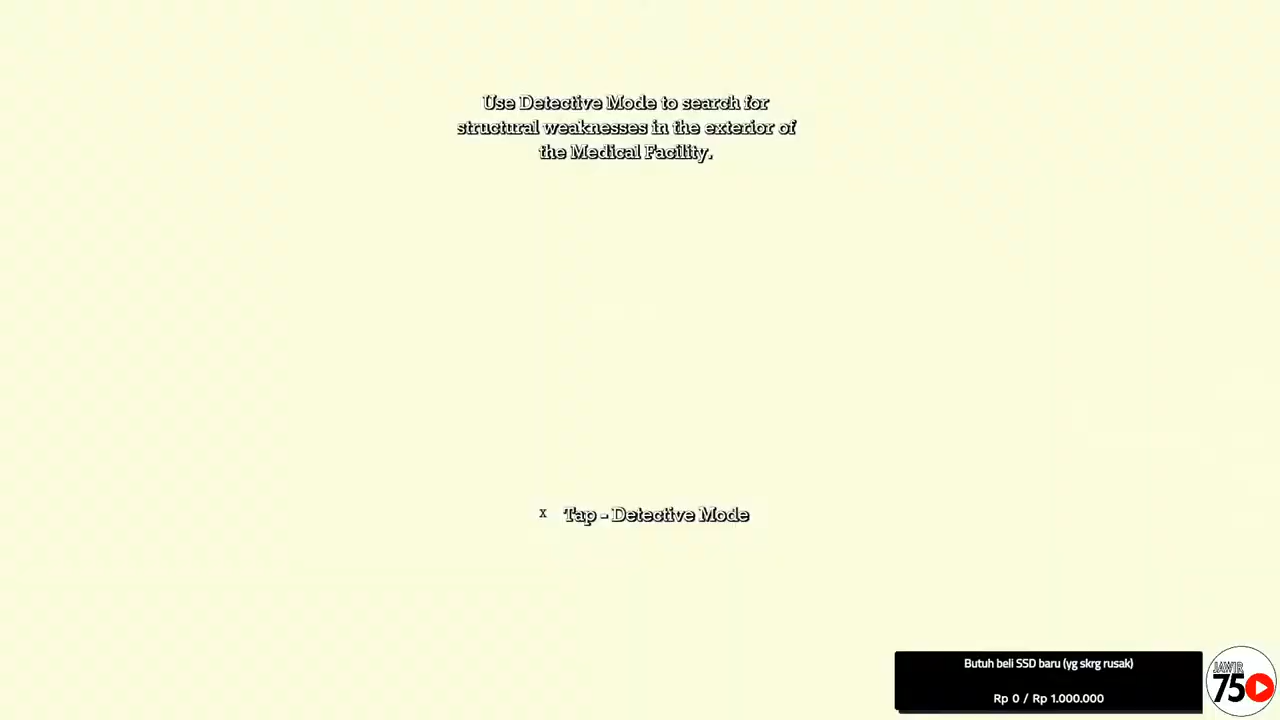 Use Detective Mode to search for
structural weaknesses in the exterior of
the Medical Facility.
X Tap - Detective Mode
Butuh beli SSD baru (yg skrg rusak)
Rp 0 / Rp 1.000.000
JAWIR
75